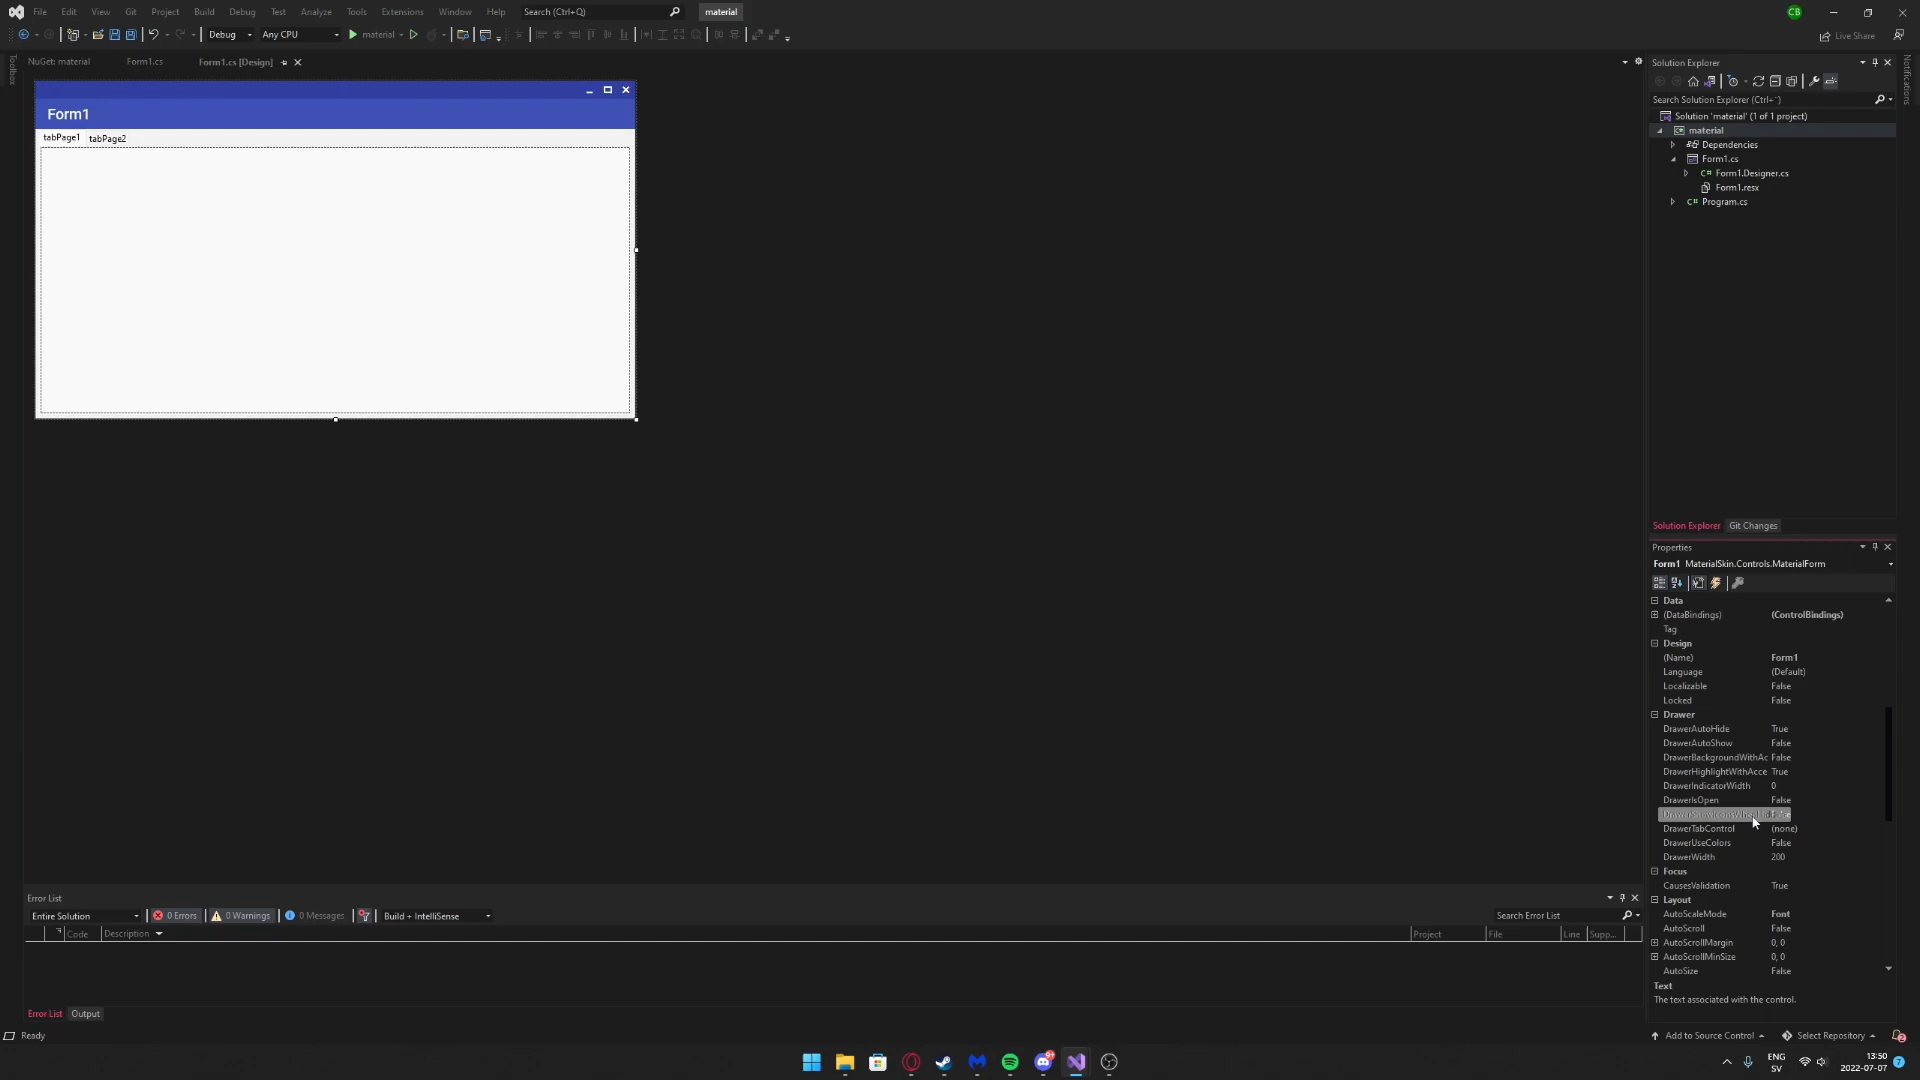 File Edit View Git Project Build Debug Test Analyze Tools Extensions Window Help Search (Ctrl+Q) material CB
Debug Any CPU material Live Share
Toolbox
NuGet: material Form1.cs Form1.cs [Design]
Form1
tabPage1 tabPage2
Solution Explorer
Search Solution Explorer (Ctrl+¨)
Solution 'material' (1 of 1 project)
material
Dependencies
Form1.cs
C# Form1.Designer.cs
Form1.resx
C# Program.cs
Notifications
Solution Explorer Git Changes
Properties
Form1 MaterialSkin.Controls.MaterialForm
Data
(DataBindings) (ControlBindings)
Tag
Design
(Name) Form1
Language (Default)
Localizable False
Locked False
Drawer
DrawerAutoHide True
DrawerAutoShow False
DrawerBackgroundWithAc False
DrawerHighlightWithAcce True
DrawerIndicatorWidth 0
DrawerIsOpen False
DrawerTabControl (none)
DrawerUseColors False
DrawerWidth 200
Focus
CausesValidation True
Layout
AutoScaleMode Font
AutoScroll False
AutoScrollMargin 0, 0
AutoScrollMinSize 0, 0
AutoSize False
Text
The text associated with the control.
Error List
Entire Solution 0 Errors 0 Warnings 0 Messages Build + IntelliSense Search Error List
Code Description Project File Line Supp...
Error List Output
Ready Add to Source Control Select Repository 2
ENG
SV
13:50
2022-07-07
7